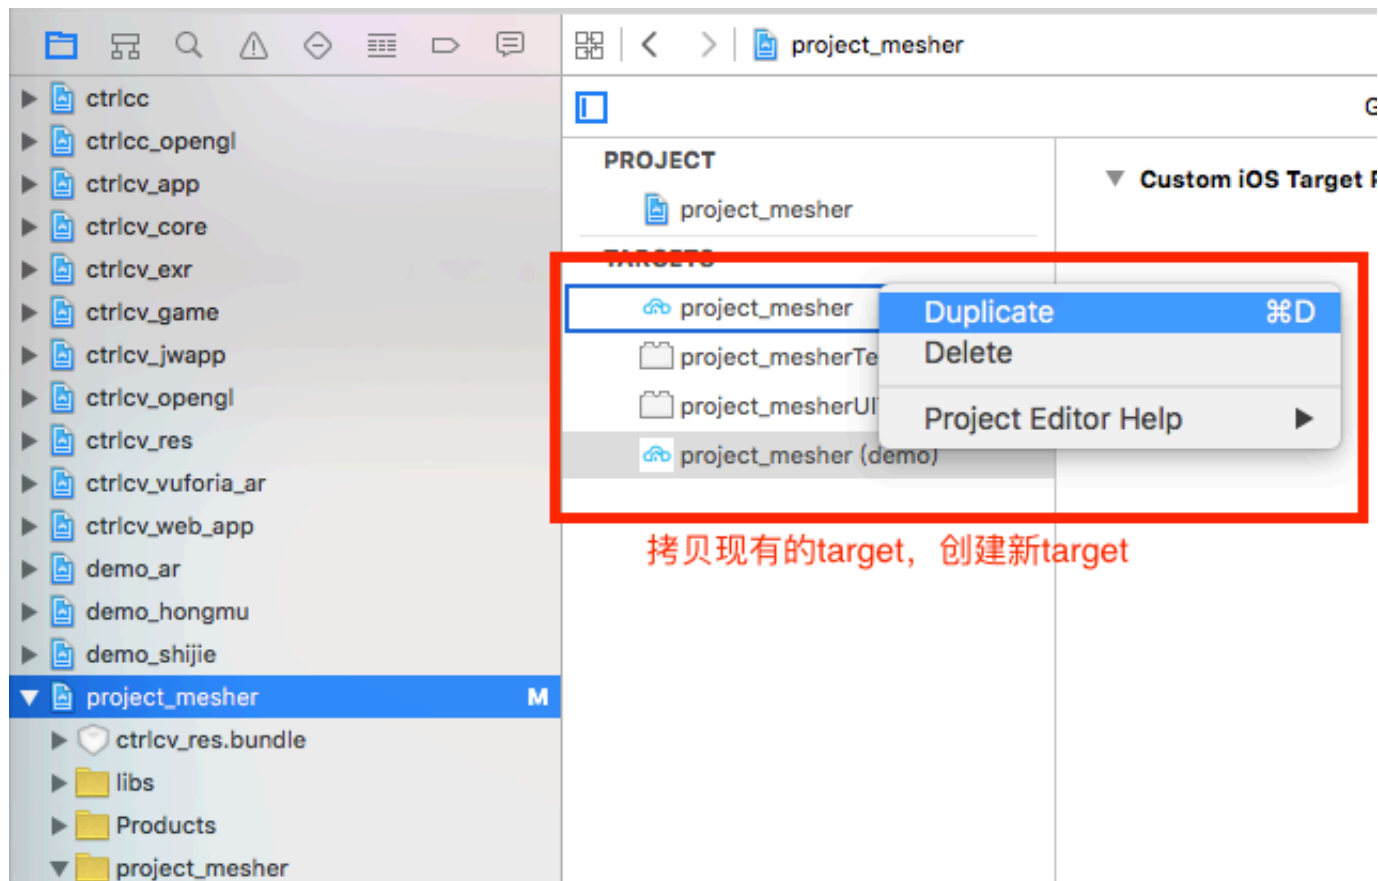 project_mesher
G
ctrlcc
ctrlcc_opengl
ctrlcv_app
ctrlcv_core
ctrlcv_exr
ctrlcv_game
ctrlcv_jwapp
ctrlcv_opengl
ctrlcv_res
ctrlcv_vuforia_ar
ctrlcv_web_app
demo_ar
demo_hongmu
demo_shijie
project_mesher M
ctrlcv_res.bundle
libs
Products
project_mesher
PROJECT
project_mesher
TARGETS
project_mesher
project_mesherTe
project_mesherUI
project_mesher (demo)
Custom iOS Target P
Duplicate ⌘D
Delete
Project Editor Help
拷贝现有的target，创建新target